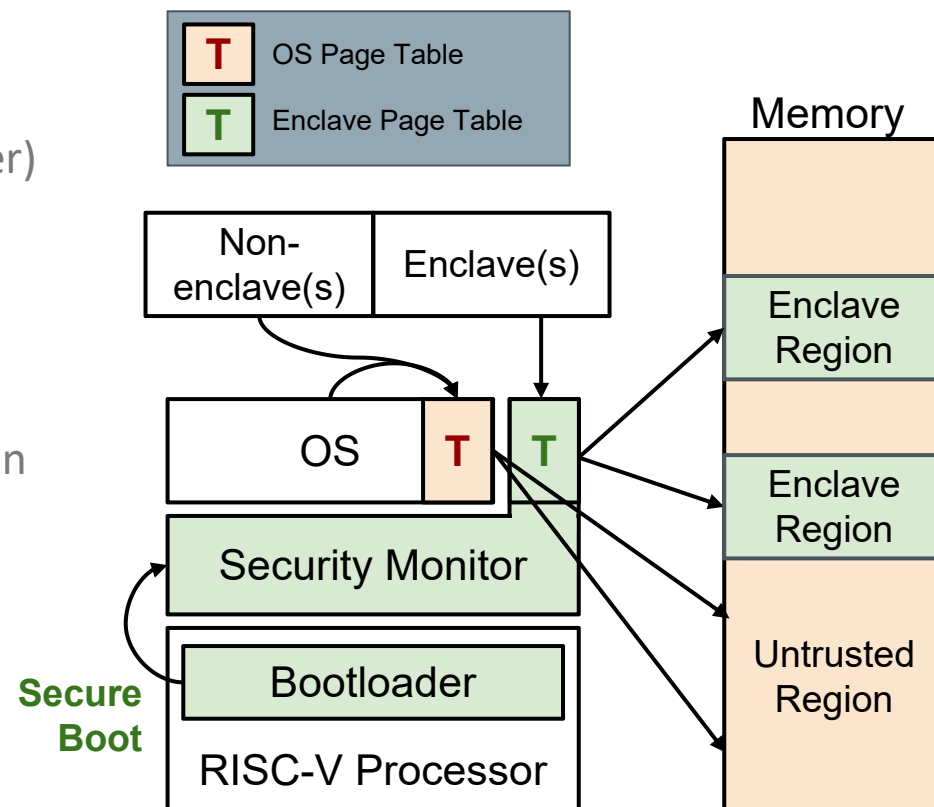 T OS Page Table
T Enclave Page Table
er)
Memory
Non-
enclave(s)
Enclave(s)
Enclave
Region
OS T T
n
Enclave
Region
Security Monitor
Untrusted
Region
Bootloader
Secure
Boot
RISC-V Processor